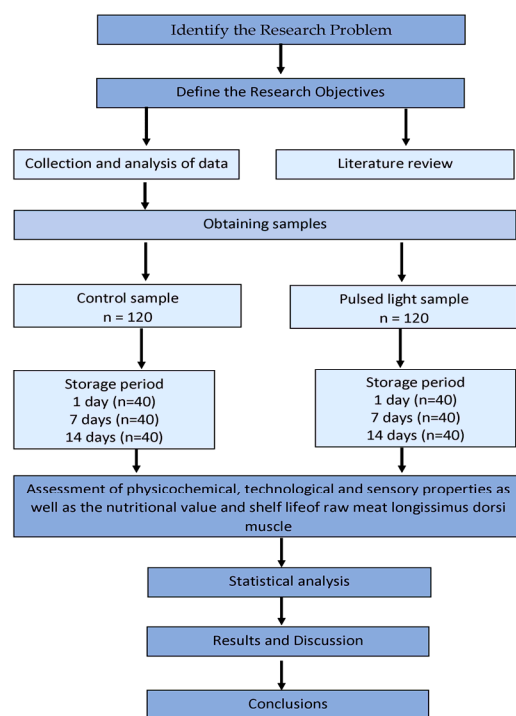 Identify the Research Problem
Define the Research Objectives
Collection and analysis of data
Literature review
Obtaining samples
Control sample
n = 120
Pulsed light sample
n = 120
Storage period
1 day (n=40)
7 days (n=40)
14 days (n=40)
Storage period
1 day (n=40)
7 days (n=40)
14 days (n=40)
Assessment of physicochemical, technological and sensory properties as
well as the nutritional value and shelf lifeof raw meat longissimus dorsi
muscle
Statistical analysis
Results and Discussion
Conclusions